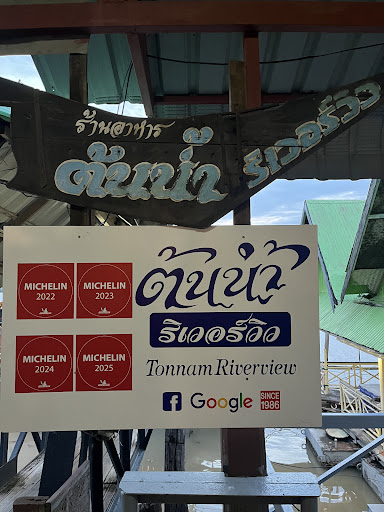 ร้านอาหาร
ต้นน้ำ
ริเวอร์วิว
MICHELIN
2022
MICHELIN
2023
MICHELIN
2024
MICHELIN
2025
ต้นน้ำ
ริเวอร์วิว
Tonnam Riverview
f Google SINCE
1986